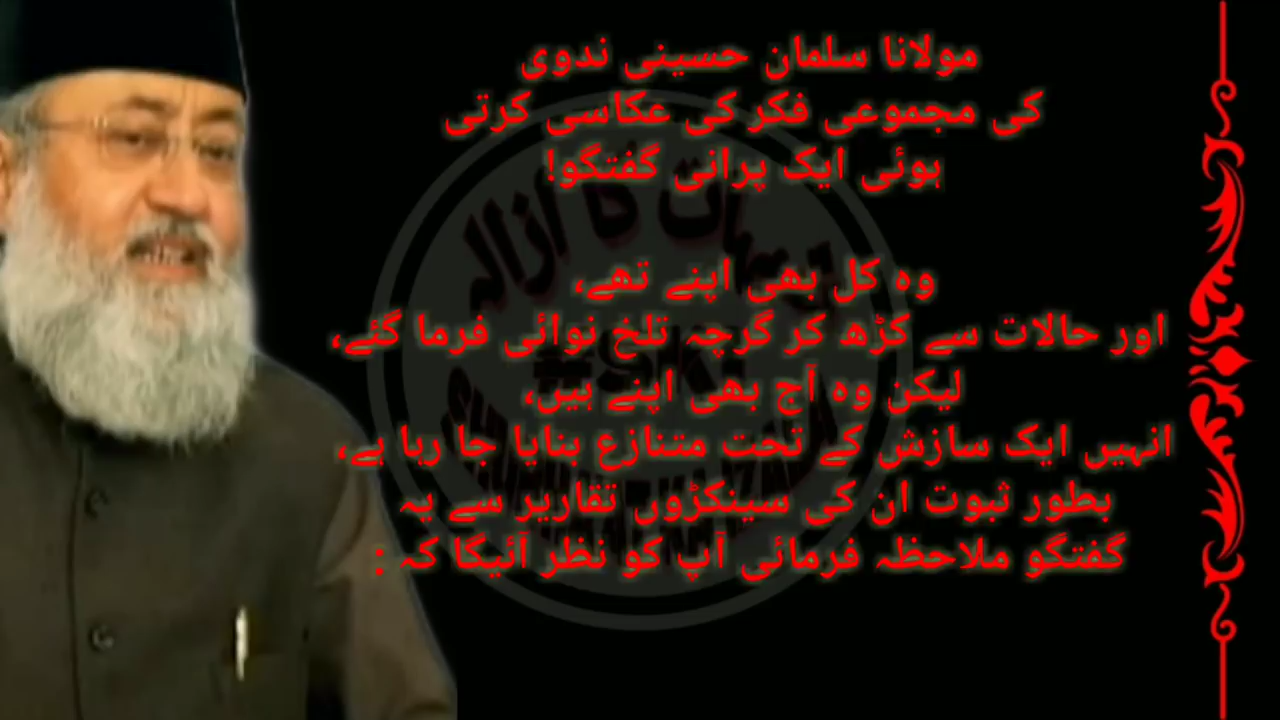 مولانا سلمان حسینی ندوی
کی مجموعی فکر کی عکاسی کرتی
ہوئی ایک پرانی گفتگو!
وہ کل بھی اپنے تھے،
اور حالات سے کڑھ کر گرچہ تلخ نوائی فرما گئے،
لیکن وہ آج بھی اپنے ہیں،
انہیں ایک سازش کے تحت متنازع بنایا جا رہا ہے،
بطور ثبوت ان کی سینکڑوں تقاریر سے یہ
گفتگو ملاحظہ فرمائی آپ کو نظر آئیگا کہ :
کا ازالہ